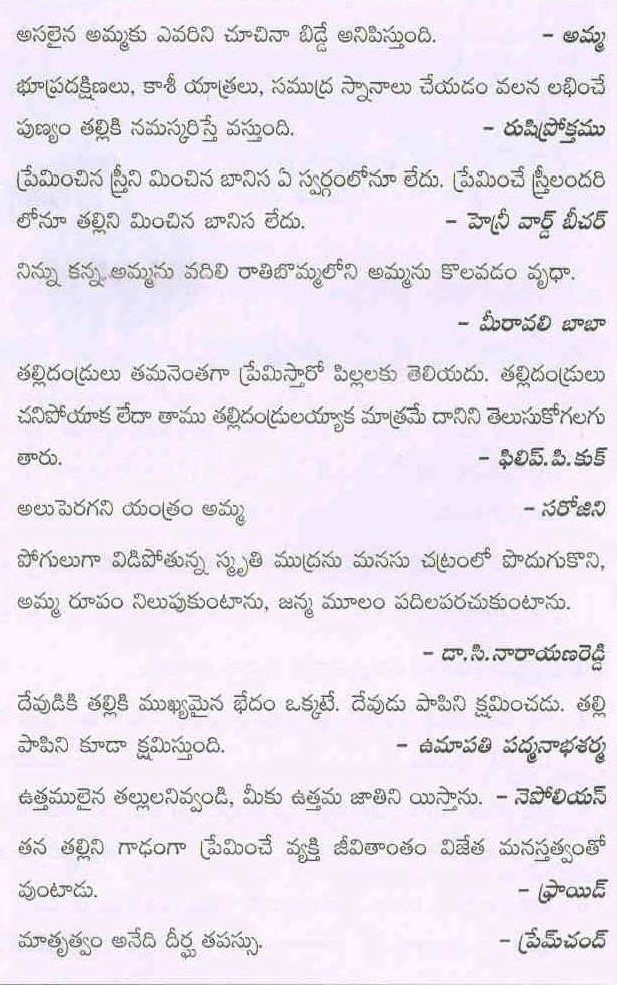 అసలైన అమ్మకు ఎవరిని చూచినా బిడ్డే అనిపిస్తుంది. - అమ్మ
భూప్రదక్షిణలు, కాశీ యాత్రలు, సముద్ర స్నానాలు చేయడం వలన లభించే
పుణ్యం తల్లికి నమస్కరిస్తే వస్తుంది. - రుషిప్రోక్తము
ప్రేమించిన స్త్రీని మించిన బానిస ఏ స్వర్గంలోనూ లేదు. ప్రేమించే స్త్రీలందరి
లోనూ తల్లిని మించిన బానిస లేదు. - హెన్రీ వార్డ్ బీచర్
నిన్ను కన్న అమ్మను వదిలి రాతిబొమ్మలోని అమ్మను కొలవడం వృధా.
- మీరావలి బాబా
తల్లిదండ్రులు తమనెంతగా ప్రేమిస్తారో పిల్లలకు తెలియదు. తల్లిదండ్రులు
చనిపోయాక లేదా తాము తల్లిదండ్రులయ్యాక మాత్రమే దానిని తెలుసుకోగలగు
తారు. - ఫిలిప్.పి.కుక్
అలుపెరగని యంత్రం అమ్మ - సరోజిని
పోగులుగా విడిపోతున్న స్మృతి ముద్రను మనసు చట్రంలో పొదుగుకొని,
అమ్మ రూపం నిలుపుకుంటాను, జన్మ మూలం పదిలపరచుకుంటాను.
- డా.సి.నారాయణరెడ్డి
దేవుడికి తల్లికి ముఖ్యమైన భేదం ఒక్కటే. దేవుడు పాపిని క్షమించడు. తల్లి
పాపిని కూడా క్షమిస్తుంది. - ఉమాపతి పద్మనాభశర్మ
ఉత్తములైన తల్లులనివ్వండి, మీకు ఉత్తమ జాతిని యిస్తాను. - నెపోలియన్
తన తల్లిని గాఢంగా ప్రేమించే వ్యక్తి జీవితాంతం విజేత మనస్తత్వంతో
వుంటాడు. - ఫ్రాయిడ్
మాతృత్వం అనేది దీర్ఘ తపస్సు. - ప్రేమ్‌చంద్